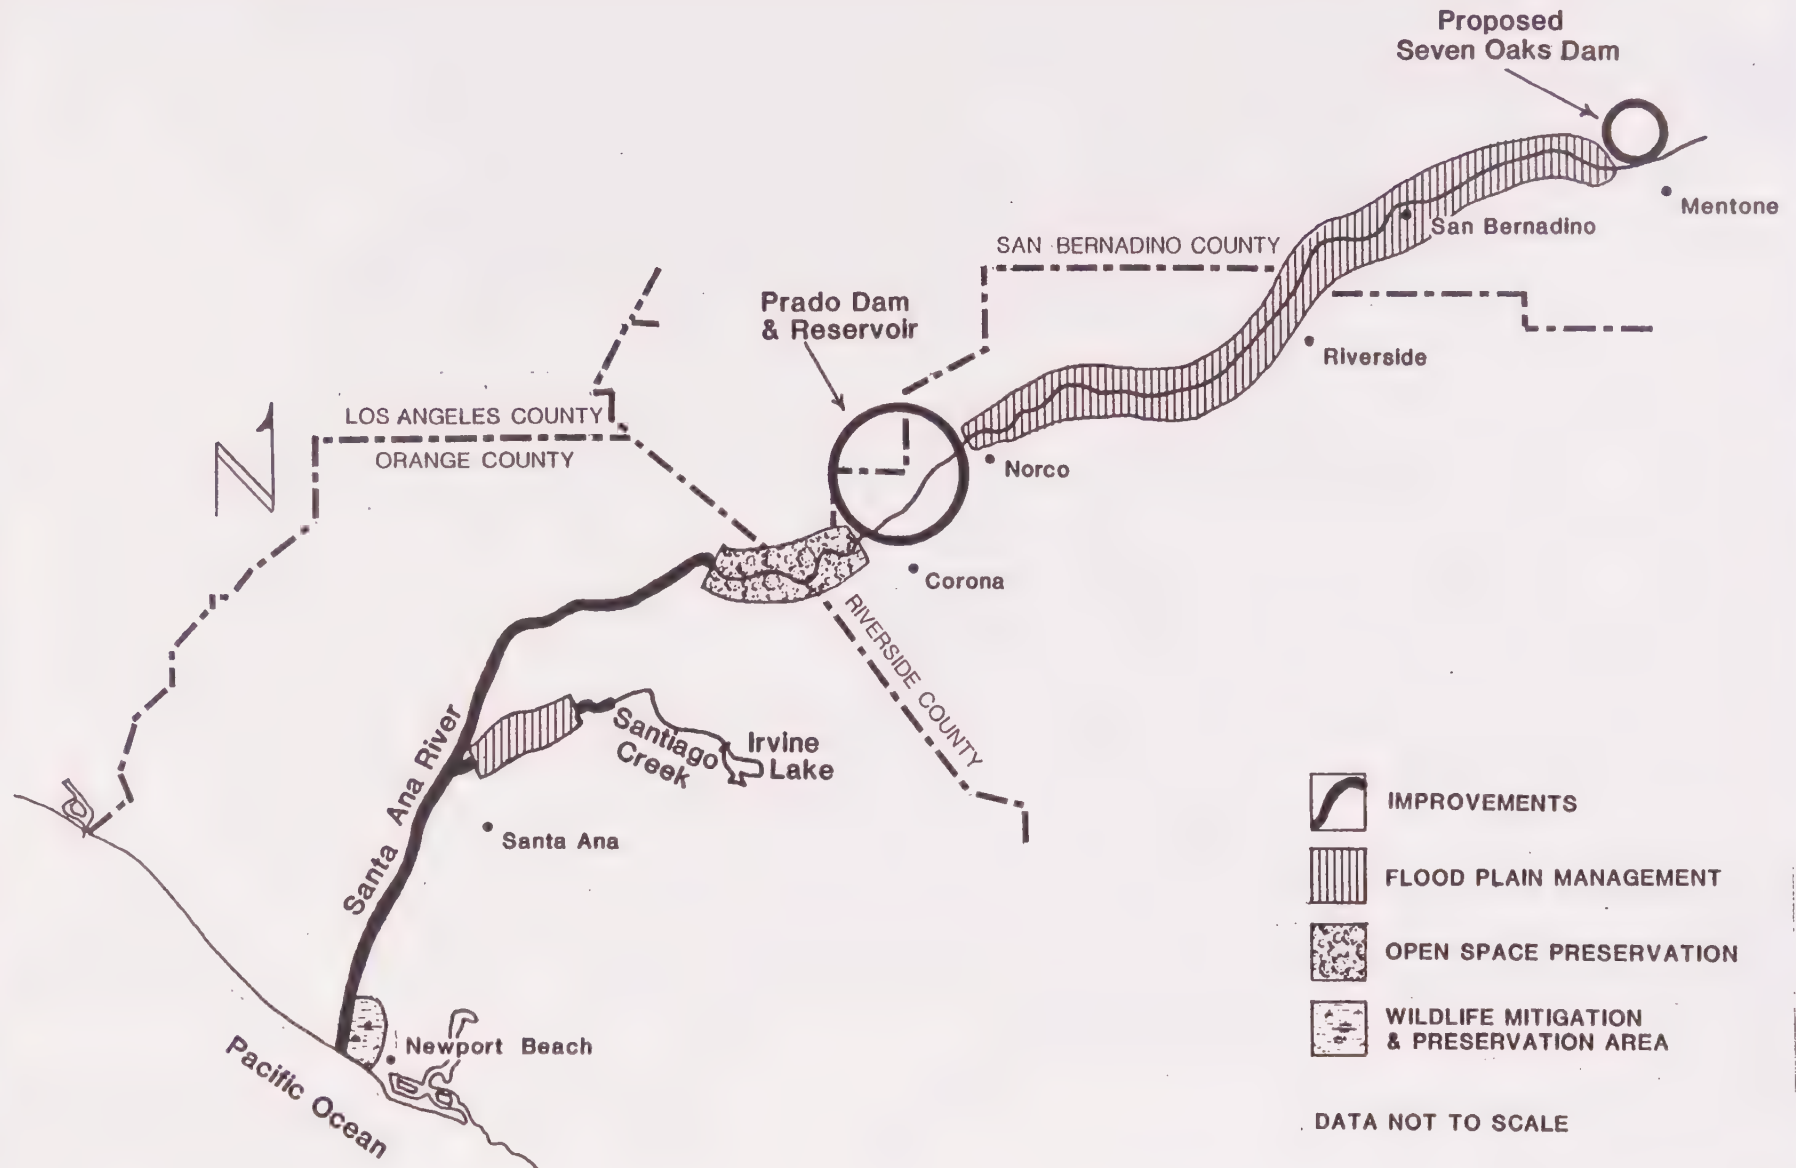 Proposed
Seven Oaks Dam
Mentone
San Bernadino
SAN BERNADINO COUNTY
Prado Dam
& Reservoir
Riverside
LOS ANGELES COUNTY
ORANGE COUNTY
N
Norco
Corona
RIVERSIDE COUNTY
Santa Ana River
Santiago
Creek
Irvine
Lake
Santa Ana
Newport Beach
Pacific Ocean
IMPROVEMENTS
FLOOD PLAIN MANAGEMENT
OPEN SPACE PRESERVATION
WILDLIFE MITIGATION
& PRESERVATION AREA
DATA NOT TO SCALE